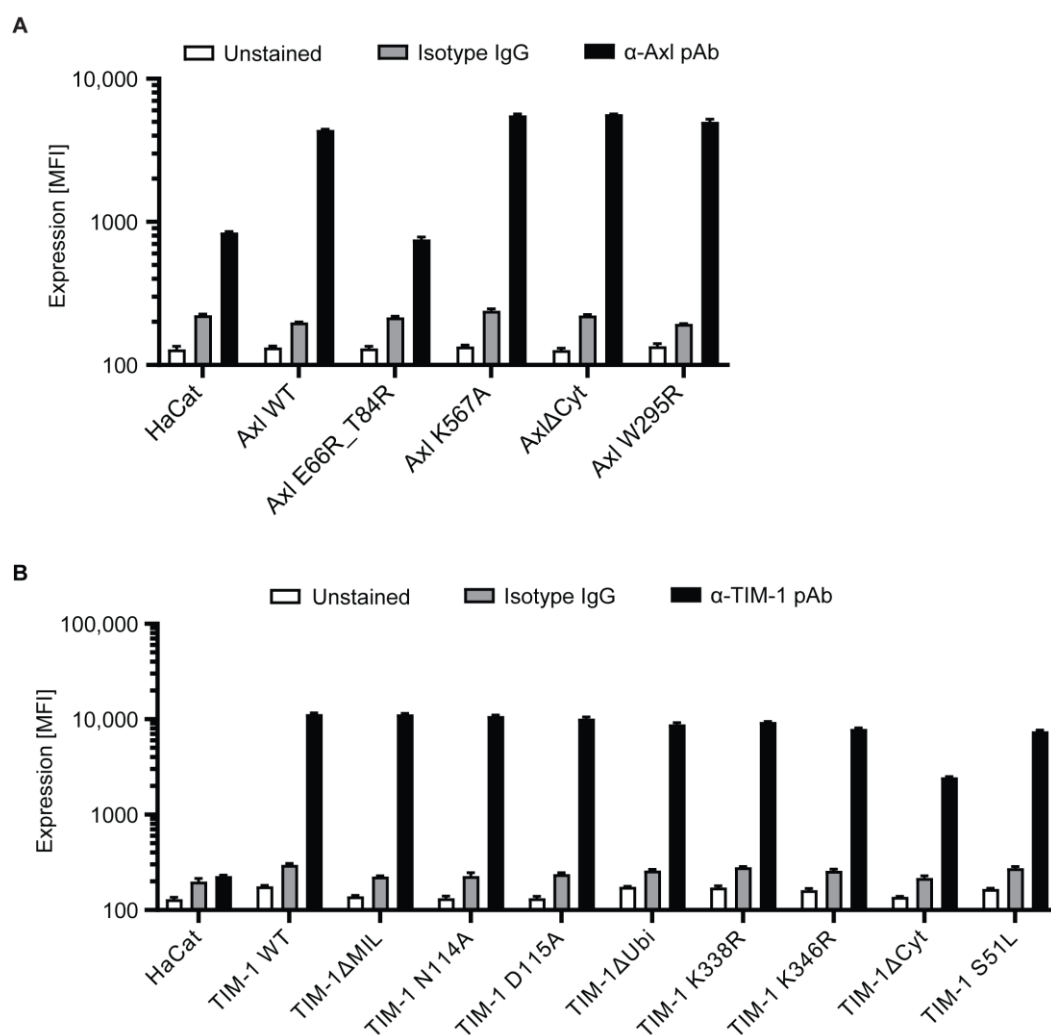 A
Unstained Isotype IgG α-Axl pAb
10,000
1000
100
Expression [MFI]
HaCat
Axl WT
Axl E66R_T84R
Axl K567A
AxlΔCyt
Axl W295R
B
Unstained Isotype IgG α-TIM-1 pAb
100,000
10,000
1000
100
Expression [MFI]
HaCat
TIM-1 WT
TIM-1ΔMIL
TIM-1 N114A
TIM-1 D115A
TIM-1ΔUbi
TIM-1 K338R
TIM-1 K346R
TIM-1ΔCyt
TIM-1 S51L